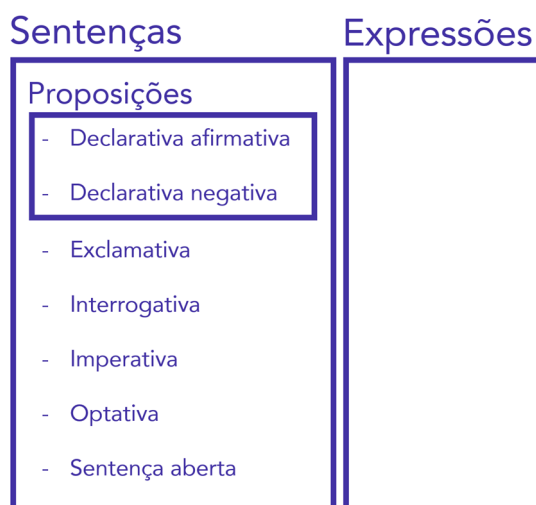 Sentenças
Expressões
Proposições
- Declarativa afirmativa
- Declarativa negativa
- Exclamativa
- Interrogativa
- Imperativa
- Optativa
- Sentença aberta